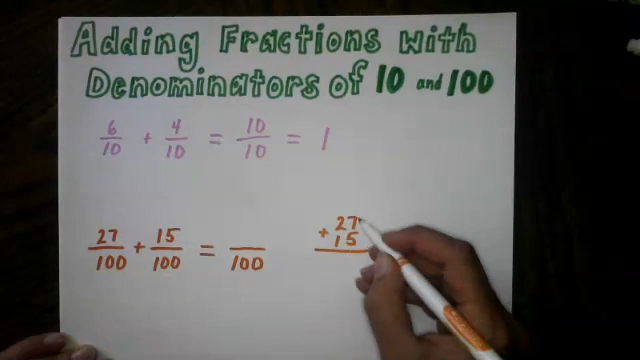 Adding Fractions with
Denominators of 10 and 100
6/10 + 4/10 = 10/10 = 1
27/100 + 15/100 = /100
27
+ 15